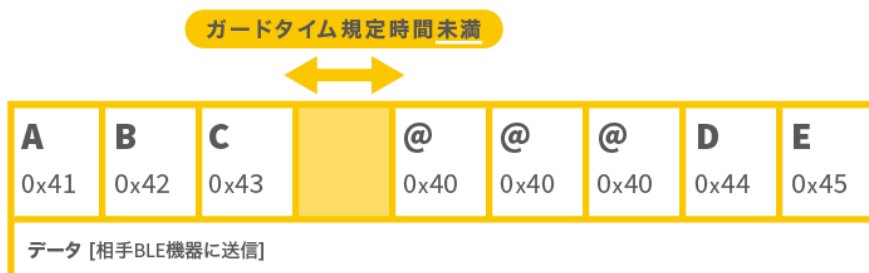 ガードタイム規定時間未満
A B C @ @ @ D E
0x41 0x42 0x43 0x40 0x40 0x40 0x44 0x45
データ [相手BLE機器に送信]